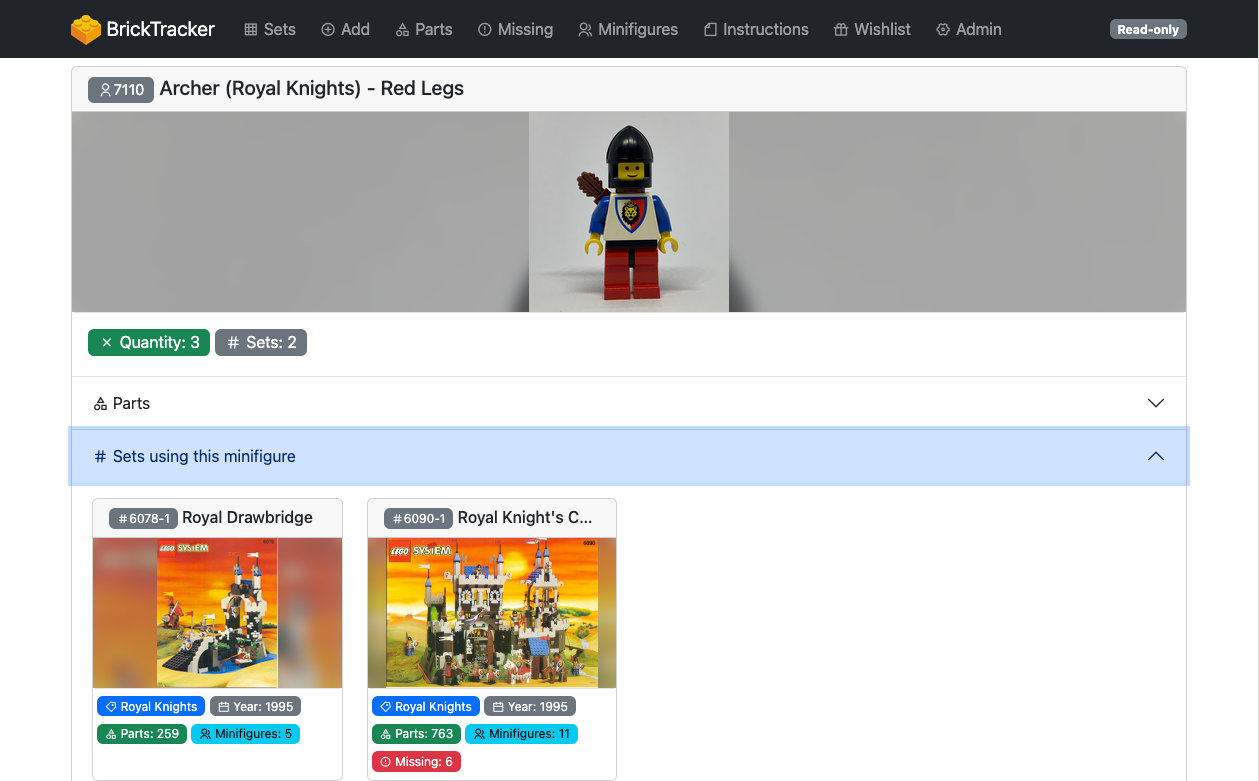 BrickTracker Sets Add Parts Missing Minifigures Instructions Wishlist Admin Read-only
7110 Archer (Royal Knights) - Red Legs
Quantity: 3 # Sets: 2
Parts
# Sets using this minifigure
#6078-1 Royal Drawbridge
LEGO SYSTEM 6078
Royal Knights Year: 1995
Parts: 259 Minifigures: 5
#6090-1 Royal Knight's C...
LEGO SYSTEM 6090
Royal Knights Year: 1995
Parts: 763 Minifigures: 11
Missing: 6